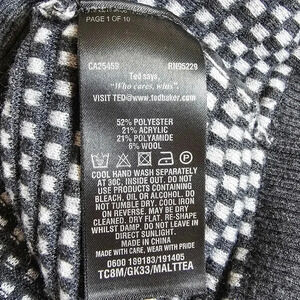 PAGE 1 OF 10
CA25459 RN95229
Ted says,
"Who cares, wins".
VISIT TED@www.tedbaker.com
52% POLYESTER
21% ACRYLIC
21% POLYAMIDE
6% WOOL
COOL HAND WASH SEPARATELY
AT 30C. INSIDE OUT. DO NOT
USE PRODUCTS CONTAINING
BLEACH, OIL OR ALCOHOL. DO
NOT TUMBLE DRY. COOL IRON
ON REVERSE. MAY BE DRY
CLEANED. DRY FLAT. RE-SHAPE
WHILST DAMP. DO NOT LEAVE
IN DIRECT
SUNLIGHT.
MADE IN CHINA
MADE WITH CARE. WEAR WITH PRIDE
0600 189183/191405
TC8M/GK33/MALTTEA